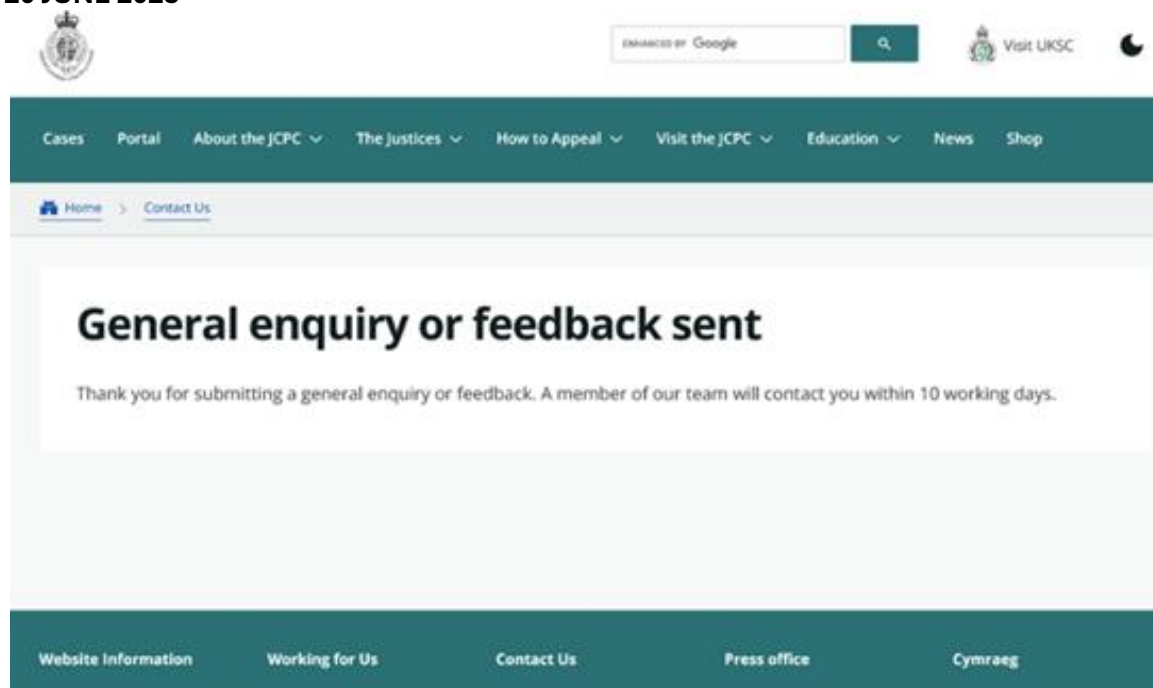 ENHANCED BY Google
Visit UKSC
Cases Portal About the JCPC The Justices How to Appeal Visit the JCPC Education News Shop
Home > Contact Us
General enquiry or feedback sent
Thank you for submitting a general enquiry or feedback. A member of our team will contact you within 10 working days.
Website Information Working for Us Contact Us Press office Cymraeg